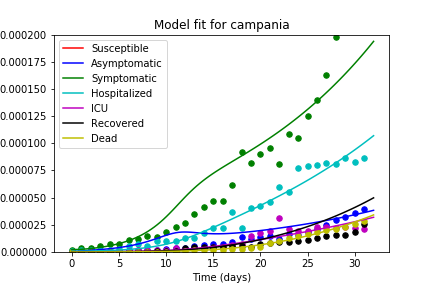 Model fit for campania
0.000200
0.000175
0.000150
0.000125
0.000100
0.000075
0.000050
0.000025
0.000000
Susceptible
Asymptomatic
Symptomatic
Hospitalized
ICU
Recovered
Dead
0 5 10 15 20 25 30
Time (days)